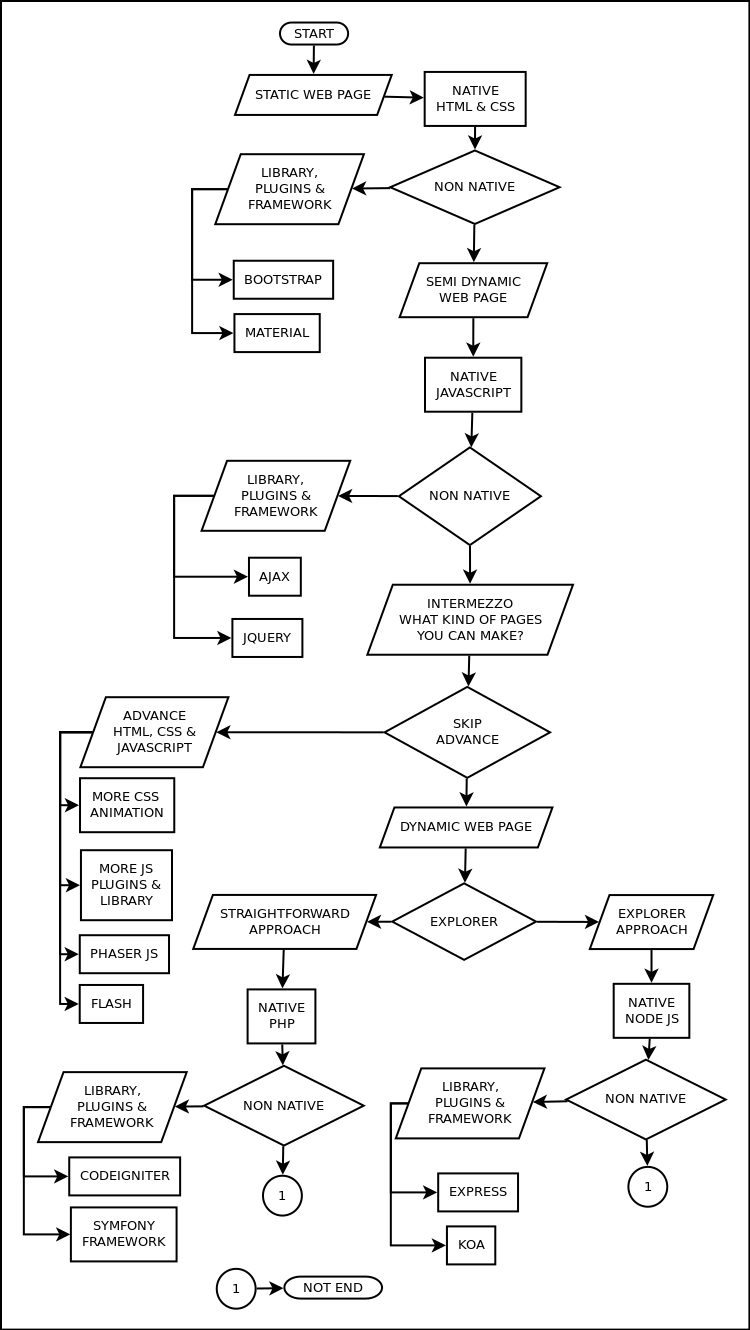 START
STATIC WEB PAGE
NATIVE
HTML & CSS
NON NATIVE
LIBRARY,
PLUGINS &
FRAMEWORK
BOOTSTRAP
MATERIAL
SEMI DYNAMIC
WEB PAGE
NATIVE
JAVASCRIPT
NON NATIVE
LIBRARY,
PLUGINS &
FRAMEWORK
AJAX
JQUERY
INTERMEZZO
WHAT KIND OF PAGES
YOU CAN MAKE?
SKIP
ADVANCE
ADVANCE
HTML, CSS &
JAVASCRIPT
MORE CSS
ANIMATION
MORE JS
PLUGINS &
LIBRARY
PHASER JS
FLASH
DYNAMIC WEB PAGE
EXPLORER
STRAIGHTFORWARD
APPROACH
NATIVE
PHP
NON NATIVE
LIBRARY,
PLUGINS &
FRAMEWORK
CODEIGNITER
SYMFONY
FRAMEWORK
1
EXPLORER
APPROACH
NATIVE
NODE JS
NON NATIVE
LIBRARY,
PLUGINS &
FRAMEWORK
EXPRESS
KOA
1
1
NOT END